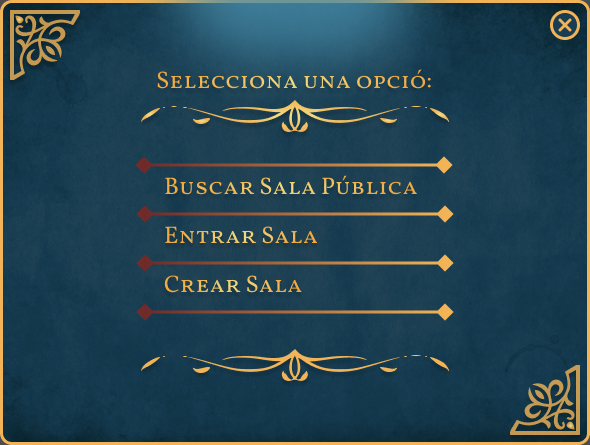 Selecciona una opció:
Buscar Sala Pública
Entrar Sala
Crear Sala